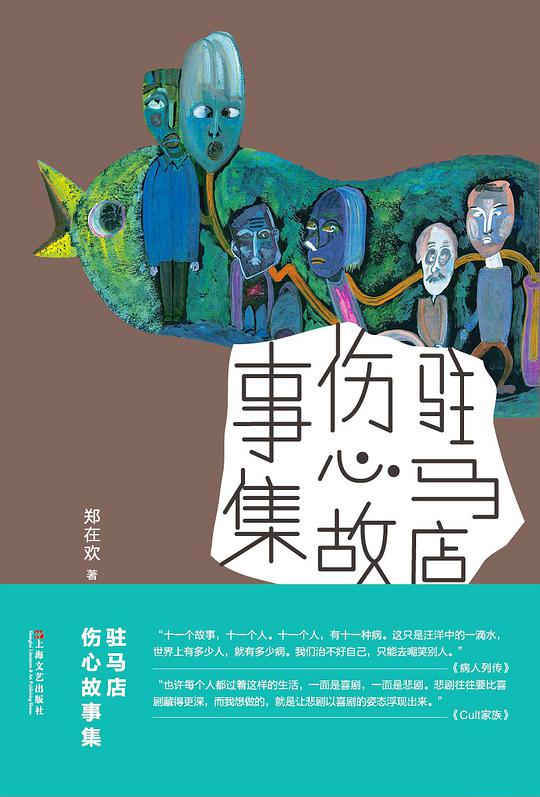 驻马店
伤心故
事集
郑在欢 著
驻马店
伤心故事集
“十一个故事，十一个人。十一个人，有十一种病。这只是汪洋中的一滴水，
世界上有多少人，就有多少病。我们治不好自己，只能去嘲笑别人。”
《病人列传》
“也许每个人都过着这样的生活，一面是喜剧，一面是悲剧。悲剧往往要比喜
剧藏得更深，而我想做的，就是让悲剧以喜剧的姿态浮现出来。”
《Cult家族》
上海文艺出版社